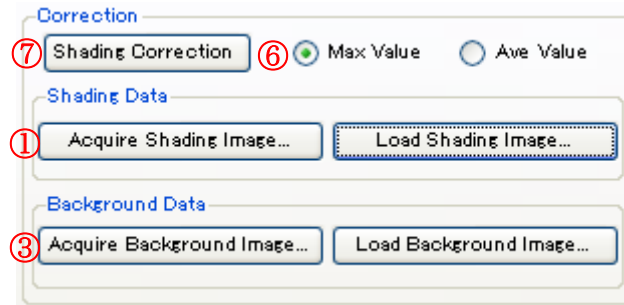 Correction
⑦ Shading Correction ⑥ Max Value Ave Value
Shading Data
① Acquire Shading Image... Load Shading Image...
Background Data
③ Acquire Background Image... Load Background Image...